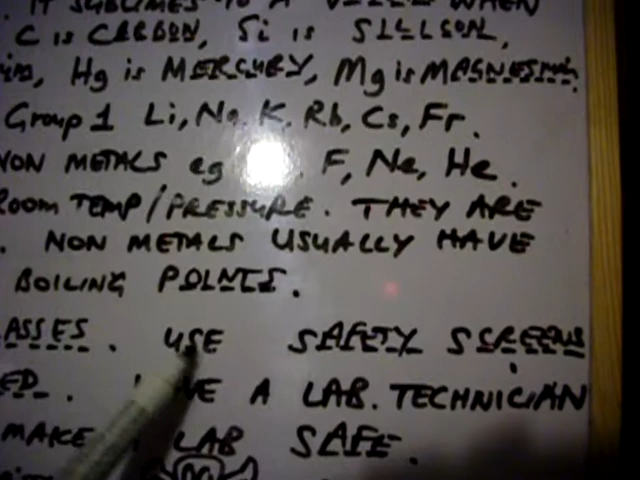 IT SUBLIMES TO A WHEN
C is CARBON, Si is SILICON,
Hg is MERCURY, Mg is MAGNESIUM.
Group 1 Li, Na, K, Rb, Cs, Fr.
NON METALS eg F, Ne, He.
ROOM TEMP/PRESSURE. THEY ARE
. NON METALS USUALLY HAVE
BOILING POINTS.
ASSES. USE SAFETY SCREENS
ED. A LAB. TECHNICIAN
MAKE LAB SAFE.